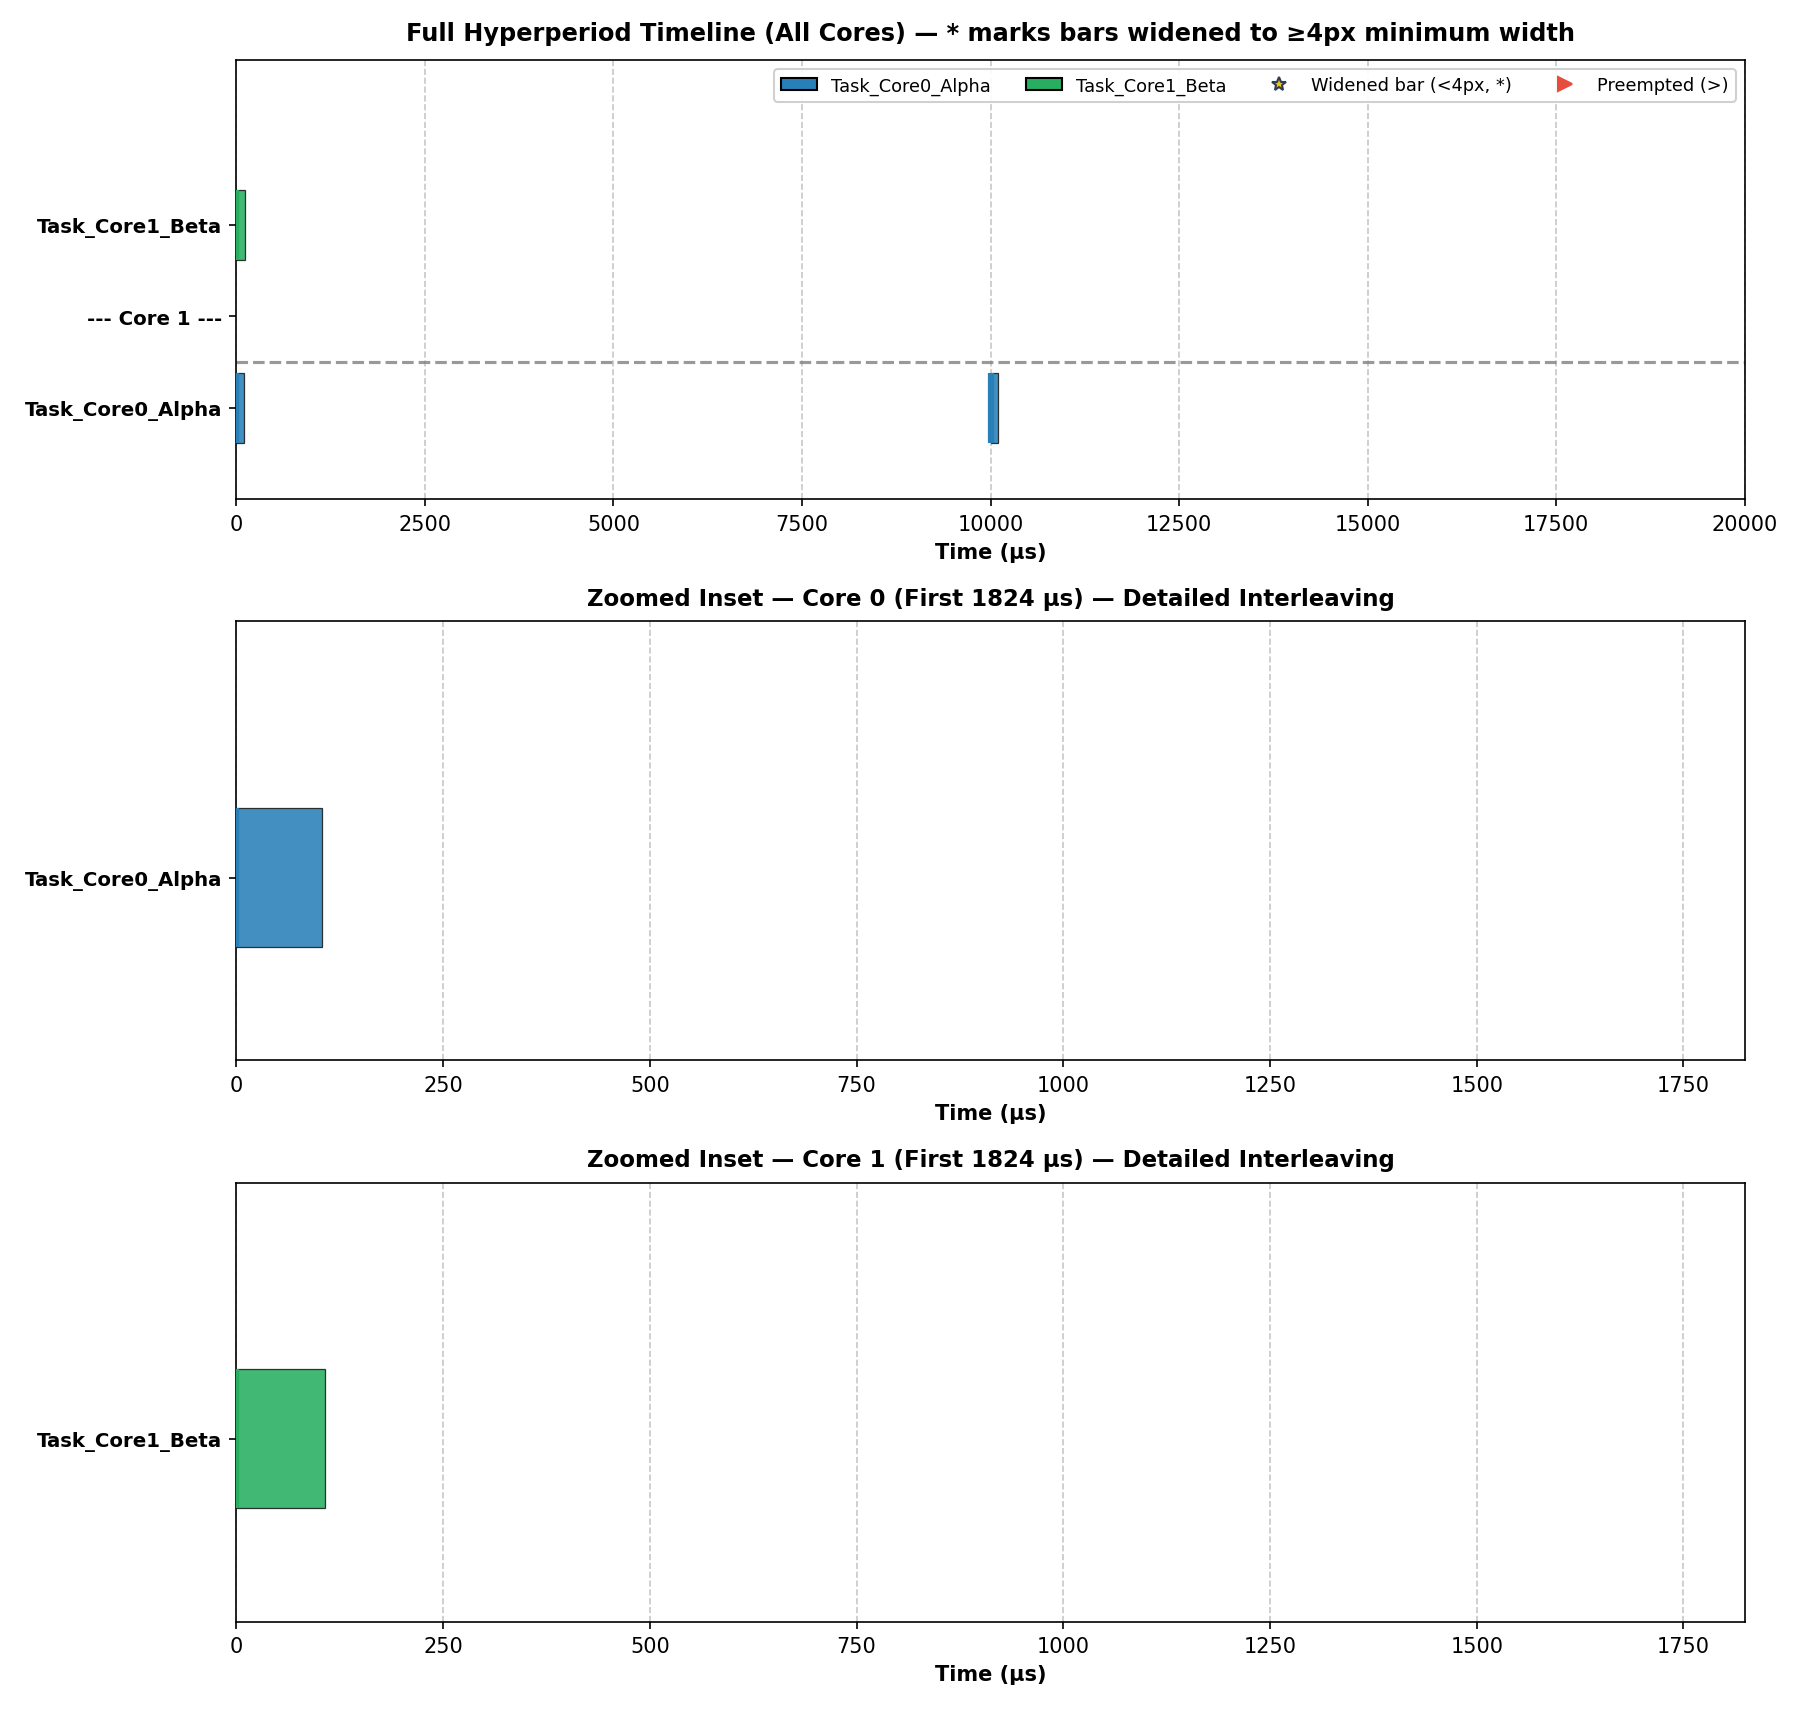 Full Hyperperiod Timeline (All Cores) — * marks bars widened to ≥4px minimum width
Task_Core0_Alpha Task_Core1_Beta Widened bar (<4px, *) Preempted (>)
Task_Core1_Beta
--- Core 1 ---
Task_Core0_Alpha
0 2500 5000 7500 10000 12500 15000 17500 20000
Time (µs)
Zoomed Inset — Core 0 (First 1824 µs) — Detailed Interleaving
Task_Core0_Alpha
0 250 500 750 1000 1250 1500 1750
Time (µs)
Zoomed Inset — Core 1 (First 1824 µs) — Detailed Interleaving
Task_Core1_Beta
0 250 500 750 1000 1250 1500 1750
Time (µs)